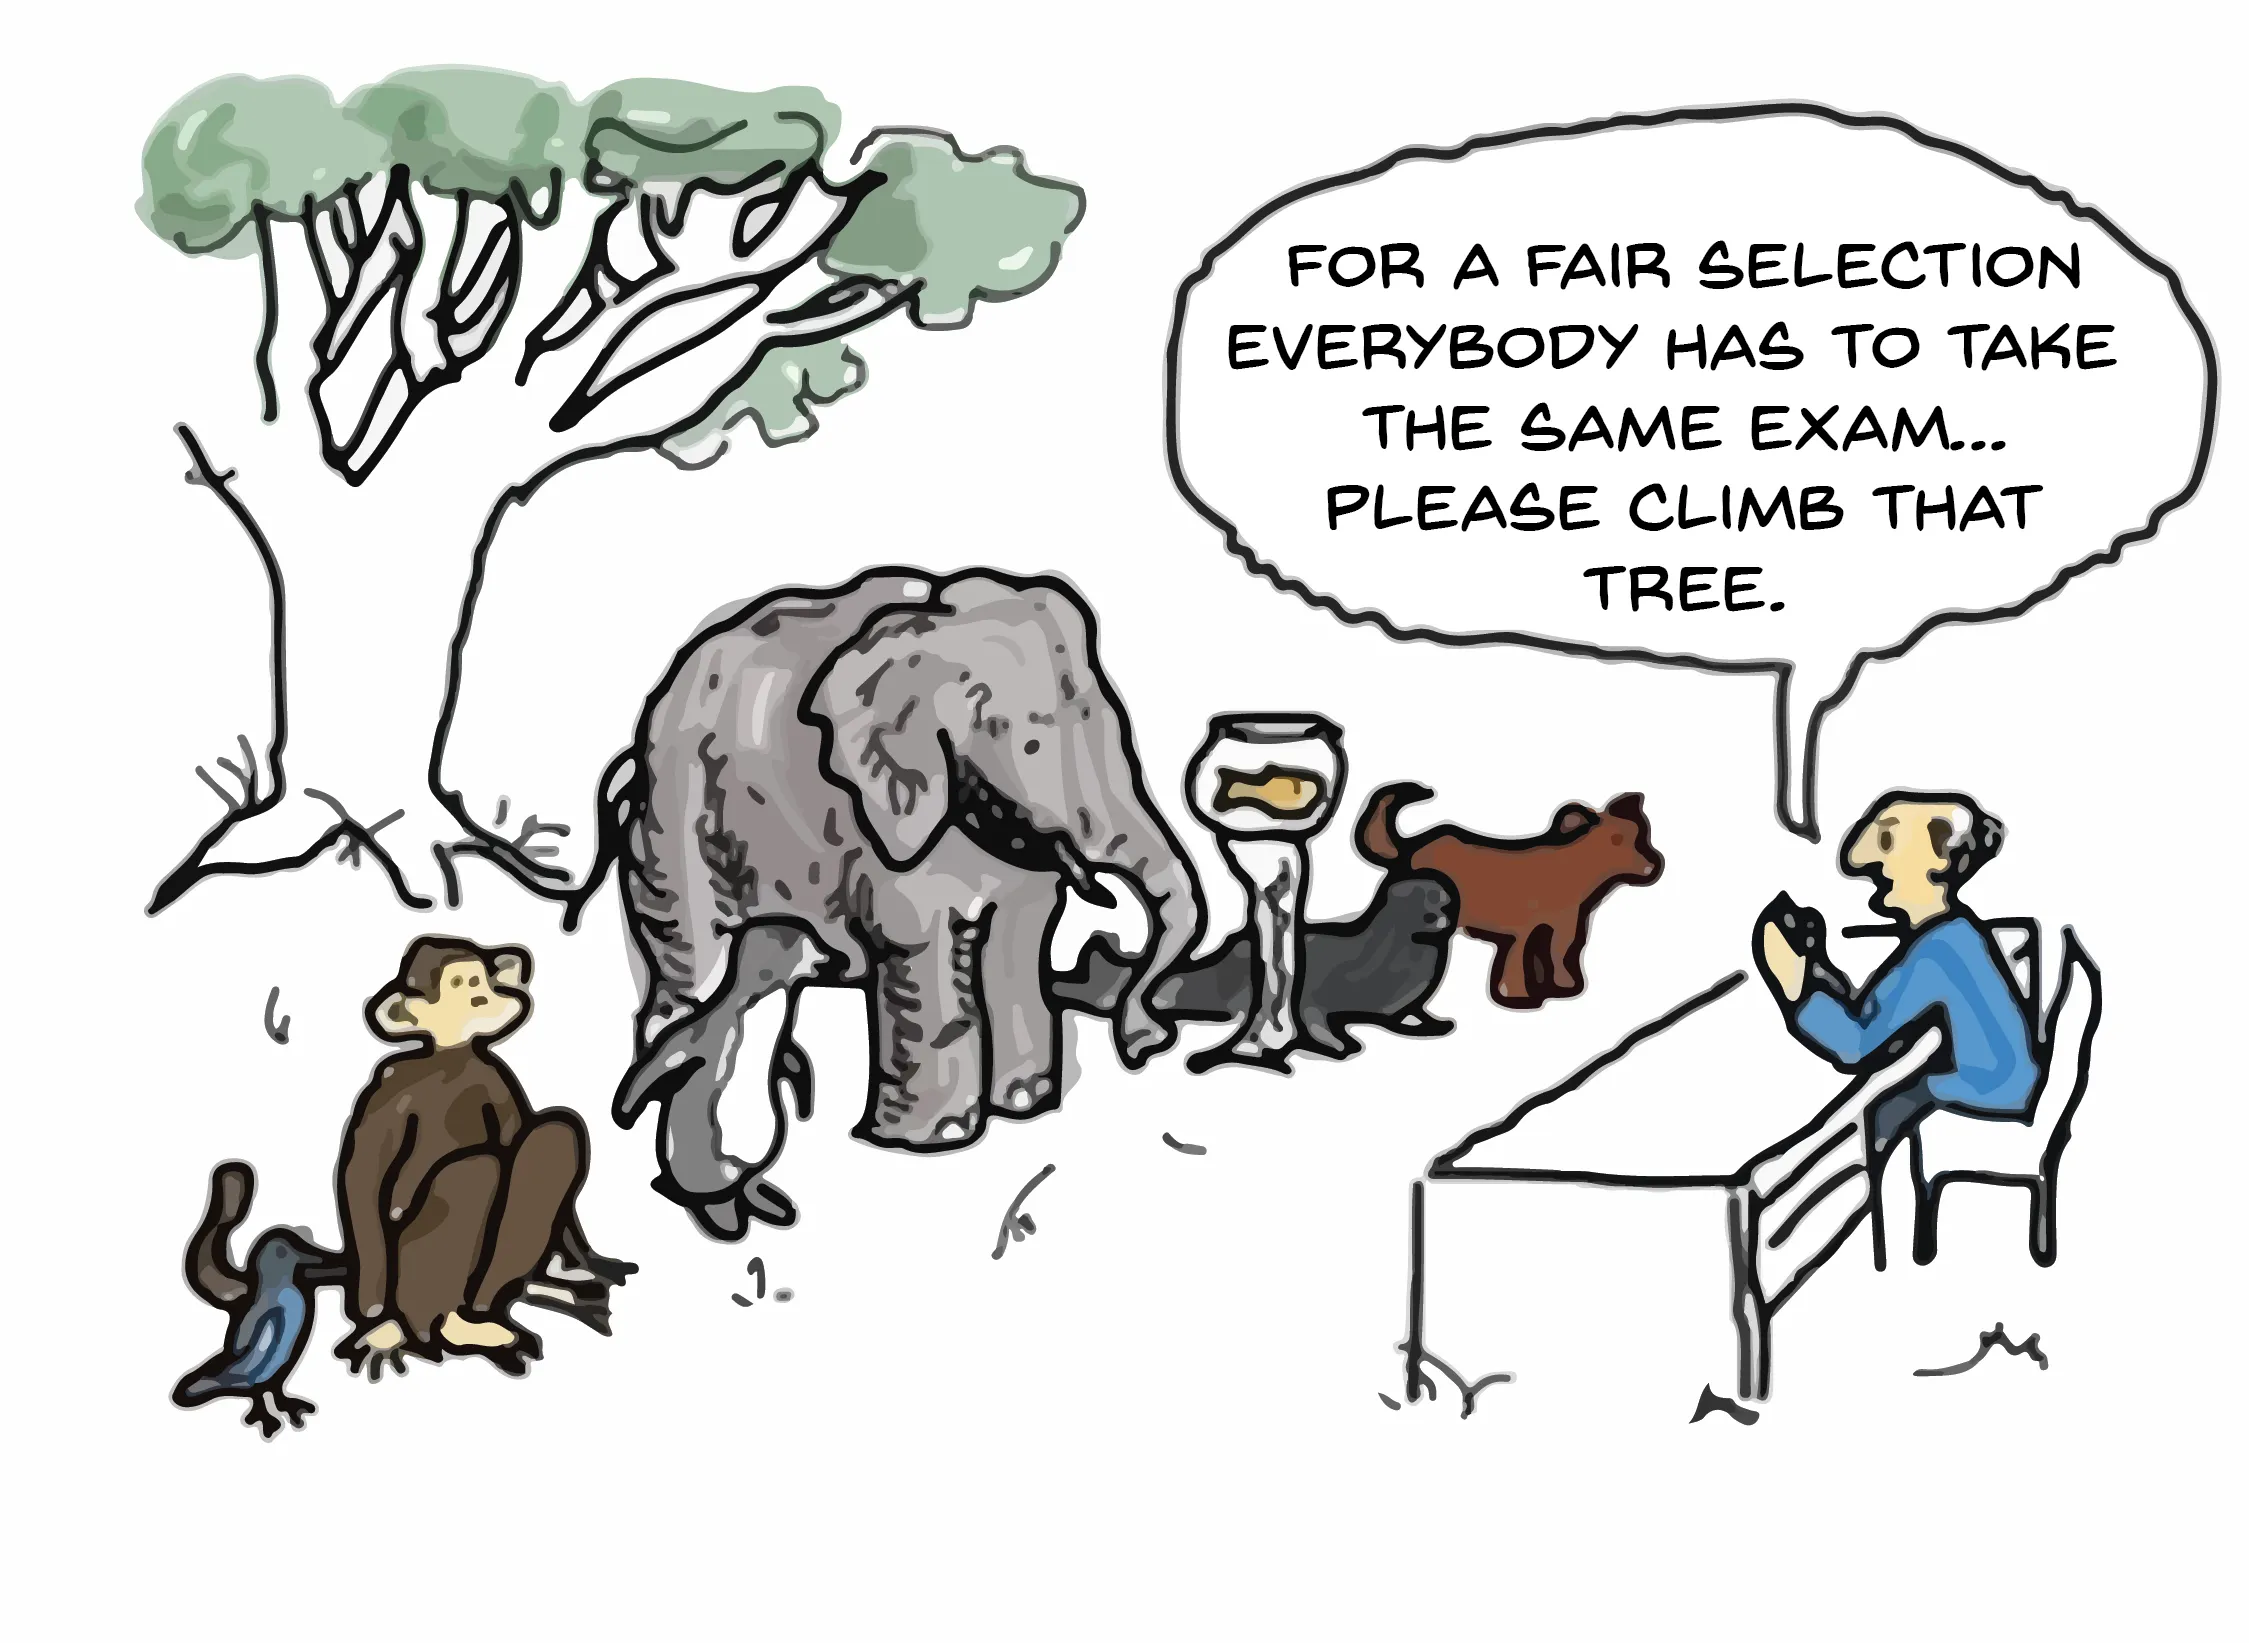 FOR A FAIR SELECTION
EVERYBODY HAS TO TAKE
THE SAME EXAM...
PLEASE CLIMB THAT
TREE.